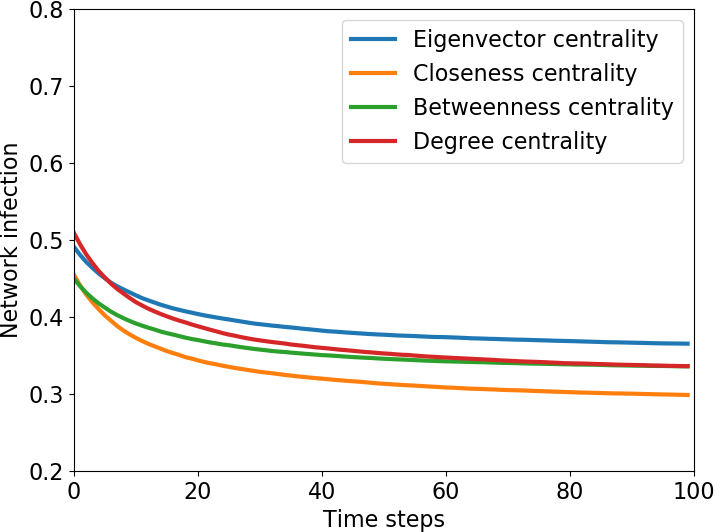 0.8
0.7
0.6
0.5
0.4
0.3
0.2
Network infection
Eigenvector centrality
Closeness centrality
Betweenness centrality
Degree centrality
0 20 40 60 80 100
Time steps